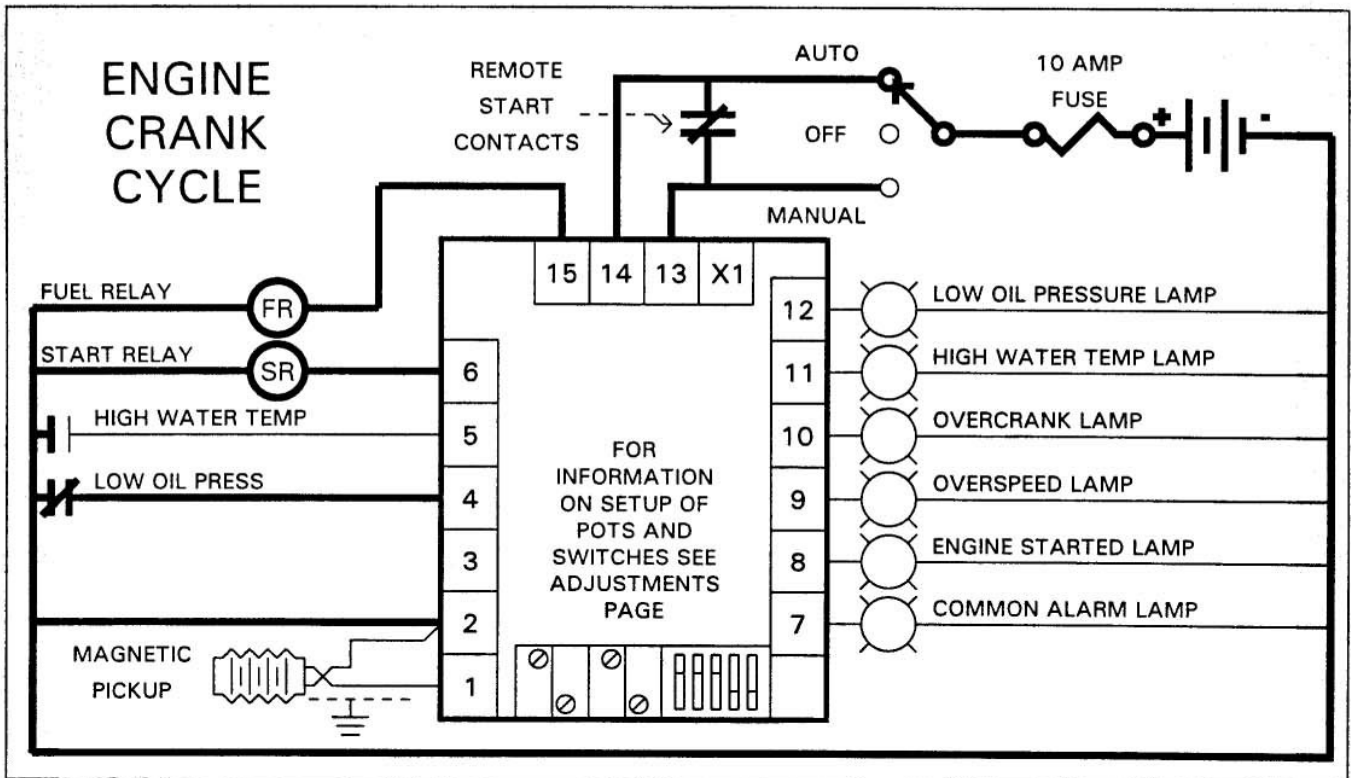 ENGINE
CRANK
CYCLE
REMOTE
START
CONTACTS
AUTO
OFF
MANUAL
10 AMP
FUSE
+
-
15 14 13 X1
FUEL RELAY
FR
START RELAY
SR
HIGH WATER TEMP
LOW OIL PRESS
MAGNETIC
PICKUP
6
5
4
3
2
1
FOR
INFORMATION
ON SETUP OF
POTS AND
SWITCHES SEE
ADJUSTMENTS
PAGE
12 LOW OIL PRESSURE LAMP
11 HIGH WATER TEMP LAMP
10 OVERCRANK LAMP
9 OVERSPEED LAMP
8 ENGINE STARTED LAMP
7 COMMON ALARM LAMP